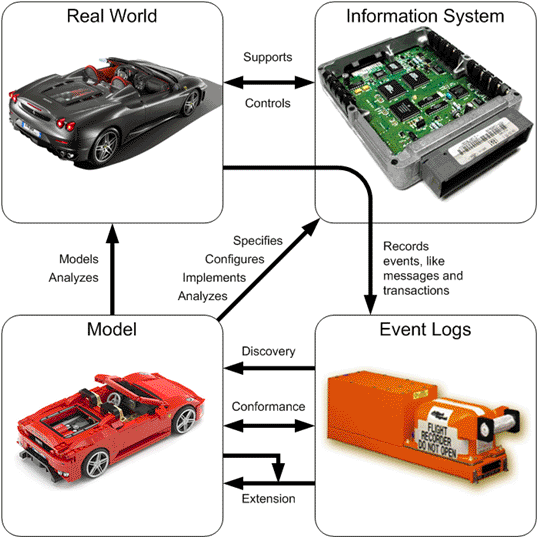 Real World
Information System
Supports
Controls
Models
Analyzes
Specifies
Configures
Implements
Analyzes
Records
events, like
messages and
transactions
Model
Event Logs
Discovery
Conformance
Extension
FLIGHT
RECORDER
DO NOT OPEN